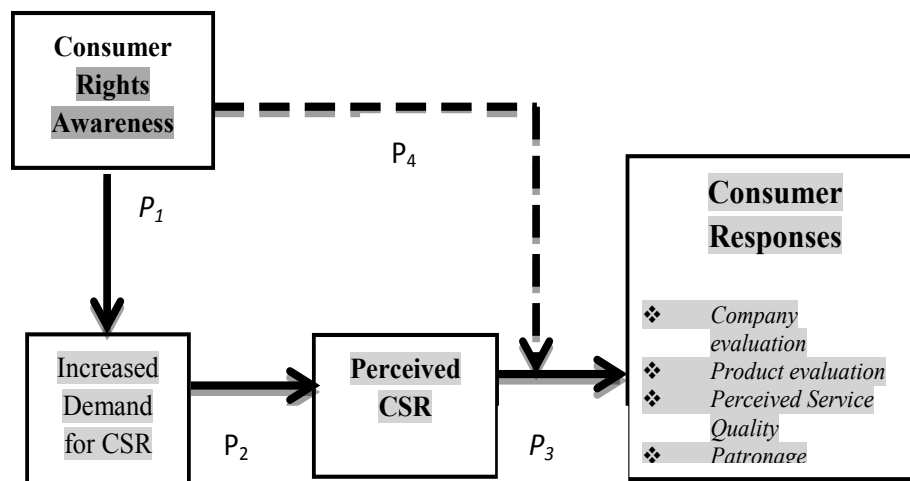 Consumer
Rights
Awareness
P4
P1
Consumer
Responses
❖ Company
evaluation
❖ Product evaluation
❖ Perceived Service
Quality
❖ Patronage
Increased
Demand
for CSR
P2
Perceived
CSR
P3